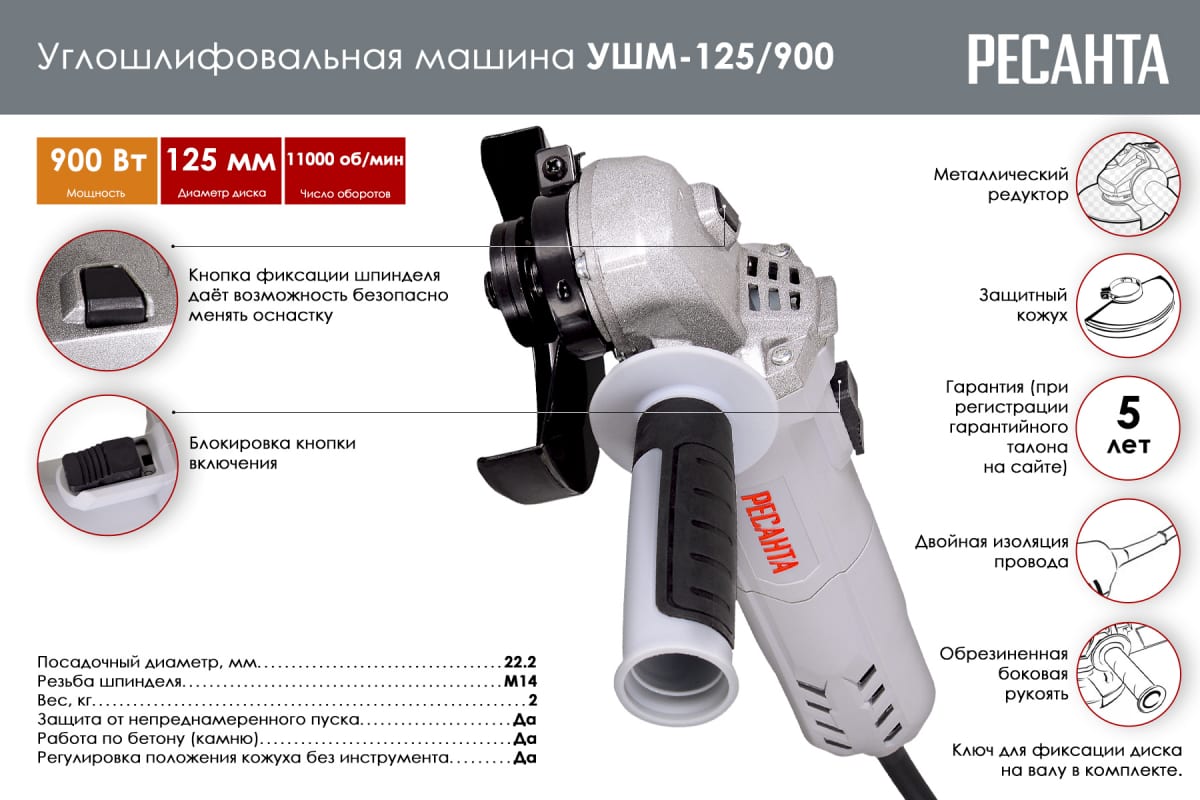 Углошлифовальная машина УШМ-125/900
РЕСАНТА
900 Вт
Мощность
125 мм
Диаметр диска
11000 об/мин
Число оборотов
Кнопка фиксации шпинделя
даёт возможность безопасно
менять оснастку
Блокировка кнопки
включения
РЕСАНТА
Металлический
редуктор
Защитный
кожух
Гарантия (при
регистрации
гарантийного
талона
на сайте)
5
лет
Двойная изоляция
провода
Обрезиненная
боковая
рукоять
Ключ для фиксации диска
на валу в комплекте.
Посадочный диаметр, мм 22.2
Резьба шпинделя M14
Вес, кг 2
Защита от непреднамеренного пуска Да
Работа по бетону (камню) Да
Регулировка положения кожуха без инструмента Да